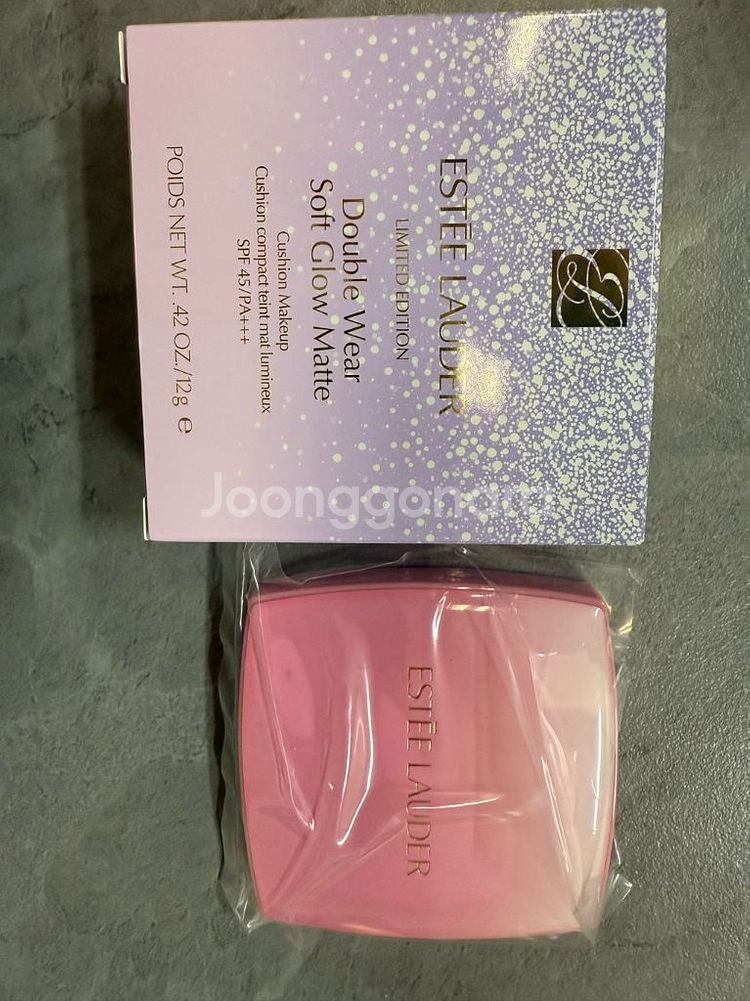 ESTĒE LAUDER
LIMITED EDITION
Double Wear
Soft Glow Matte
Cushion Makeup
Cushion compact teint mat lumineux
SPF 45/PA+++
POIDS NET WT. .42 OZ./12g ℮
Joonggonara
ESTĒE LAUDER